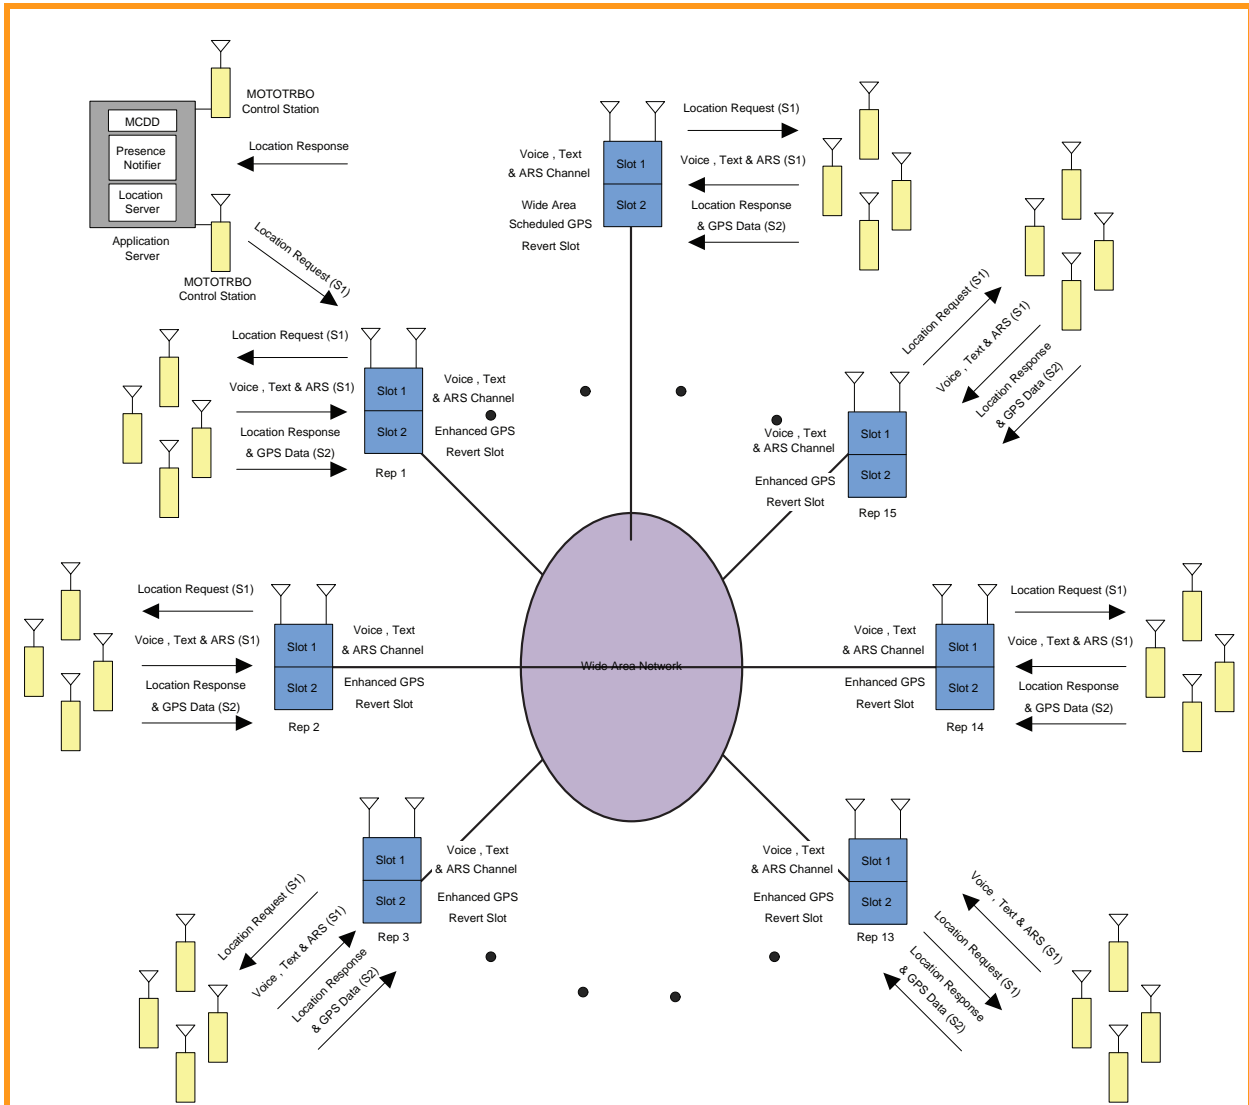 MOTOTRBO
Control Station
MCDD
Presence
Notifier
Location
Server
Application
Server
Location Response
MOTOTRBO
Control Station
Location Request (S1)
Voice , Text
& ARS Channel
Wide Area
Scheduled GPS
Revert Slot
Slot 1
Slot 2
Location Request (S1)
Voice , Text & ARS (S1)
Location Response
& GPS Data (S2)
Location Request (S1)
Voice , Text & ARS (S1)
Location Response
& GPS Data (S2)
Slot 1
Slot 2
Rep 1
Voice , Text
& ARS Channel
Enhanced GPS
Revert Slot
Voice , Text
& ARS Channel
Enhanced GPS
Revert Slot
Slot 1
Slot 2
Rep 15
Location Request (S1)
Voice , Text & ARS (S1)
Location Response
& GPS Data (S2)
Location Request (S1)
Voice , Text & ARS (S1)
Location Response
& GPS Data (S2)
Slot 1
Slot 2
Rep 2
Voice , Text
& ARS Channel
Enhanced GPS
Revert Slot
Wide Area Network
Voice , Text
& ARS Channel
Enhanced GPS
Revert Slot
Slot 1
Slot 2
Rep 14
Location Request (S1)
Voice , Text & ARS (S1)
Location Response
& GPS Data (S2)
Location Request (S1)
Voice , Text & ARS (S1)
Location Response
& GPS Data (S2)
Slot 1
Slot 2
Rep 3
Voice , Text
& ARS Channel
Enhanced GPS
Revert Slot
Voice , Text
& ARS Channel
Enhanced GPS
Revert Slot
Slot 1
Slot 2
Rep 13
Voice , Text & ARS (S1)
Location Request (S1)
Location Response
& GPS Data (S2)